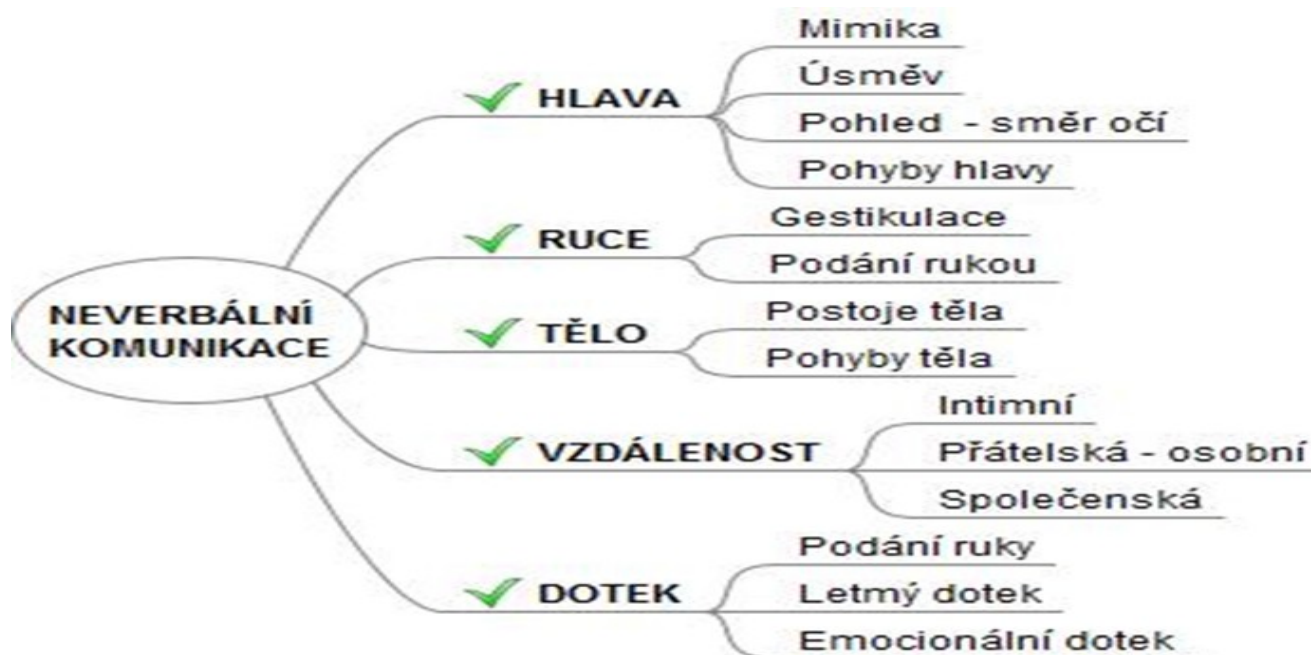 NEVERBÁLNÍ
KOMUNIKACE
HLAVA
Mimika
Úsměv
Pohled - směr očí
Pohyby hlavy
RUCE
Gestikulace
Podání rukou
TĚLO
Postoje těla
Pohyby těla
VZDÁLENOST
Intimní
Přátelská - osobní
Společenská
DOTEK
Podání ruky
Letmý dotek
Emocionální dotek